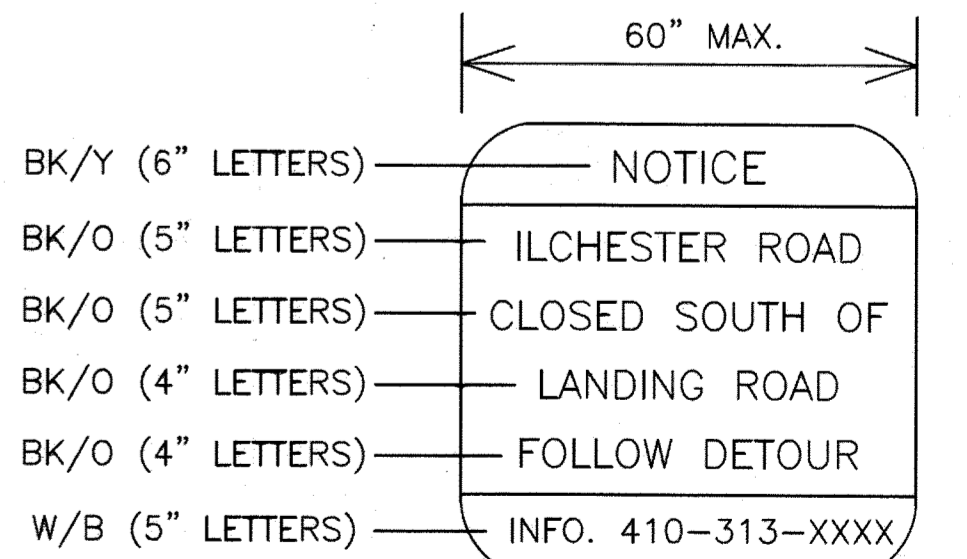 60” MAX.
BK/Y (6” LETTERS) NOTICE
BK/O (5” LETTERS) ILCHESTER ROAD
BK/O (5” LETTERS) CLOSED SOUTH OF
BK/O (4” LETTERS) LANDING ROAD
BK/O (4” LETTERS) FOLLOW DETOUR
W/B (5” LETTERS) INFO. 410-313-XXXX